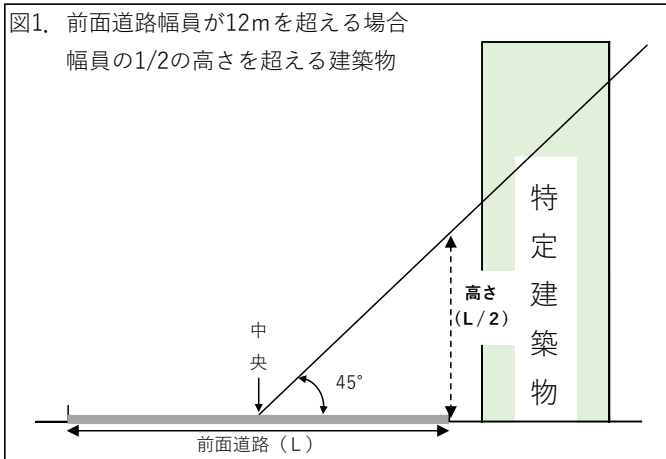 図1．前面道路幅員が12mを超える場合
幅員の1/2の高さを超える建築物
特定建築物
高さ
(L/2)
中央
45°
前面道路（L）